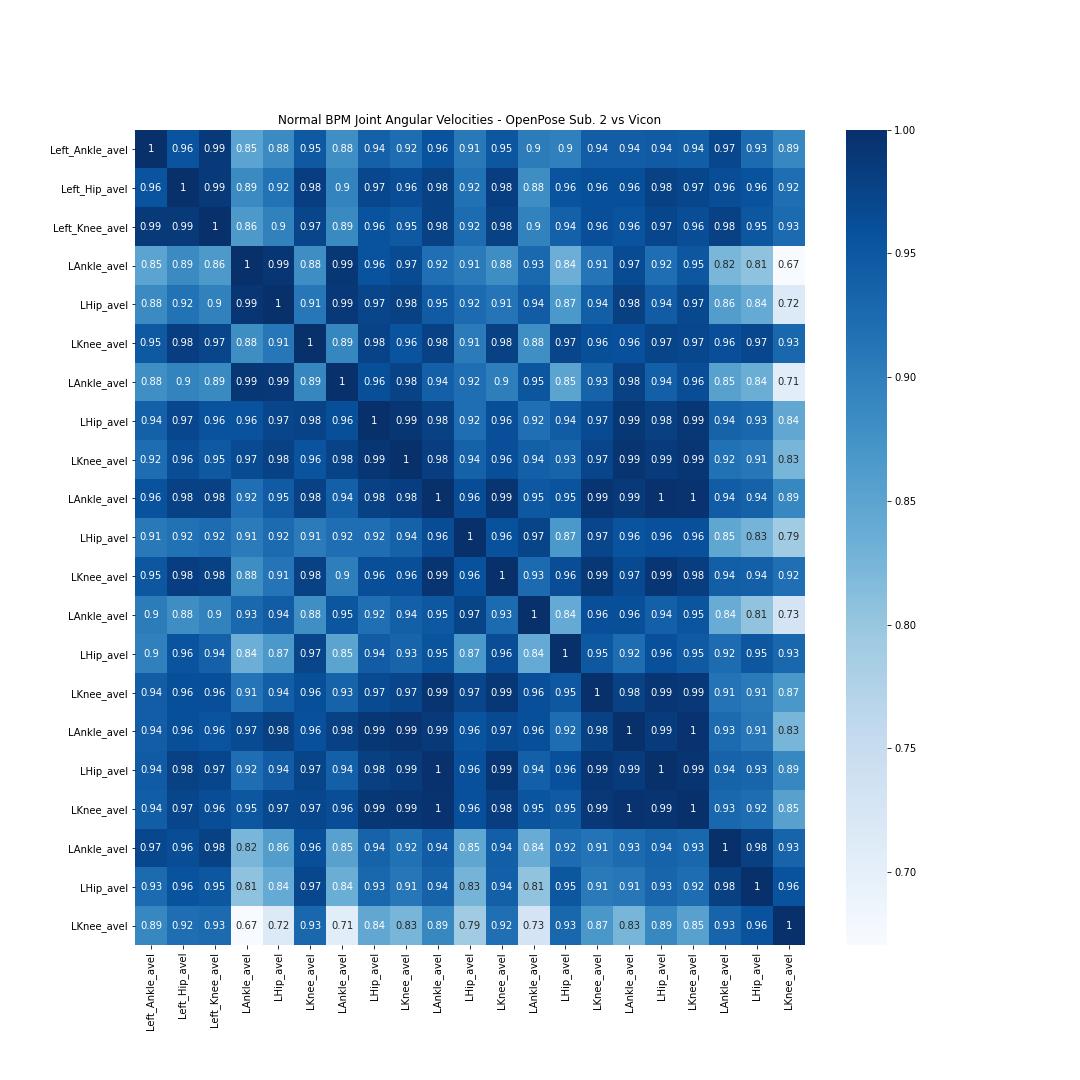 Normal BPM Joint Angular Velocities - OpenPose Sub. 2 vs Vicon
Left_Ankle_avel 1 0.96 0.99 0.85 0.88 0.95 0.88 0.94 0.92 0.96 0.91 0.95 0.9 0.9 0.94 0.94 0.94 0.94 0.97 0.93 0.89
Left_Hip_avel 0.96 1 0.99 0.89 0.92 0.98 0.9 0.97 0.96 0.98 0.92 0.98 0.88 0.96 0.96 0.96 0.98 0.97 0.96 0.96 0.92
Left_Knee_avel 0.99 0.99 1 0.86 0.9 0.97 0.89 0.96 0.95 0.98 0.92 0.98 0.9 0.94 0.96 0.96 0.97 0.96 0.98 0.95 0.93
LAnkle_avel 0.85 0.89 0.86 1 0.99 0.88 0.99 0.96 0.97 0.92 0.91 0.88 0.93 0.84 0.91 0.97 0.92 0.95 0.82 0.81 0.67
LHip_avel 0.88 0.92 0.9 0.99 1 0.91 0.99 0.97 0.98 0.95 0.92 0.91 0.94 0.87 0.94 0.98 0.94 0.97 0.86 0.84 0.72
LKnee_avel 0.95 0.98 0.97 0.88 0.91 1 0.89 0.98 0.96 0.98 0.91 0.98 0.88 0.97 0.96 0.96 0.97 0.97 0.96 0.97 0.93
LAnkle_avel 0.88 0.9 0.89 0.99 0.99 0.89 1 0.96 0.98 0.94 0.92 0.9 0.95 0.85 0.93 0.98 0.94 0.96 0.85 0.84 0.71
LHip_avel 0.94 0.97 0.96 0.96 0.97 0.98 0.96 1 0.99 0.98 0.92 0.96 0.92 0.94 0.97 0.99 0.98 0.99 0.94 0.93 0.84
LKnee_avel 0.92 0.96 0.95 0.97 0.98 0.96 0.98 0.99 1 0.98 0.94 0.96 0.94 0.93 0.97 0.99 0.99 0.99 0.92 0.91 0.83
LAnkle_avel 0.96 0.98 0.98 0.92 0.95 0.98 0.94 0.98 0.98 1 0.96 0.99 0.95 0.95 0.99 0.99 1 1 0.94 0.94 0.89
LHip_avel 0.91 0.92 0.92 0.91 0.92 0.91 0.92 0.92 0.94 0.96 1 0.96 0.97 0.87 0.97 0.96 0.96 0.96 0.85 0.83 0.79
LKnee_avel 0.95 0.98 0.98 0.88 0.91 0.98 0.9 0.96 0.96 0.99 0.96 1 0.93 0.96 0.99 0.97 0.99 0.98 0.94 0.94 0.92
LAnkle_avel 0.9 0.88 0.9 0.93 0.94 0.88 0.95 0.92 0.94 0.95 0.97 0.93 1 0.84 0.96 0.96 0.94 0.95 0.84 0.81 0.73
LHip_avel 0.9 0.96 0.94 0.84 0.87 0.97 0.85 0.94 0.93 0.95 0.87 0.96 0.84 1 0.95 0.92 0.96 0.95 0.92 0.95 0.93
LKnee_avel 0.94 0.96 0.96 0.91 0.94 0.96 0.93 0.97 0.97 0.99 0.97 0.99 0.96 0.95 1 0.98 0.99 0.99 0.91 0.91 0.87
LAnkle_avel 0.94 0.96 0.96 0.97 0.98 0.96 0.98 0.99 0.99 0.99 0.96 0.97 0.96 0.92 0.98 1 0.99 1 0.93 0.91 0.83
LHip_avel 0.94 0.98 0.97 0.92 0.94 0.97 0.94 0.98 0.99 1 0.96 0.99 0.94 0.96 0.99 0.99 1 0.99 0.94 0.93 0.89
LKnee_avel 0.94 0.97 0.96 0.95 0.97 0.97 0.96 0.99 0.99 1 0.96 0.98 0.95 0.95 0.99 1 0.99 1 0.93 0.92 0.85
LAnkle_avel 0.97 0.96 0.98 0.82 0.86 0.96 0.85 0.94 0.92 0.94 0.85 0.94 0.84 0.92 0.91 0.93 0.94 0.93 1 0.98 0.93
LHip_avel 0.93 0.96 0.95 0.81 0.84 0.97 0.84 0.93 0.91 0.94 0.83 0.94 0.81 0.95 0.91 0.91 0.93 0.92 0.98 1 0.96
LKnee_avel 0.89 0.92 0.93 0.67 0.72 0.93 0.71 0.84 0.83 0.89 0.79 0.92 0.73 0.93 0.87 0.83 0.89 0.85 0.93 0.96 1
Left_Ankle_avel
Left_Hip_avel
Left_Knee_avel
LAnkle_avel
LHip_avel
LKnee_avel
LAnkle_avel
LHip_avel
LKnee_avel
LAnkle_avel
LHip_avel
LKnee_avel
LAnkle_avel
LHip_avel
LKnee_avel
LAnkle_avel
LHip_avel
LKnee_avel
LAnkle_avel
LHip_avel
LKnee_avel
1.00
0.95
0.90
0.85
0.80
0.75
0.70